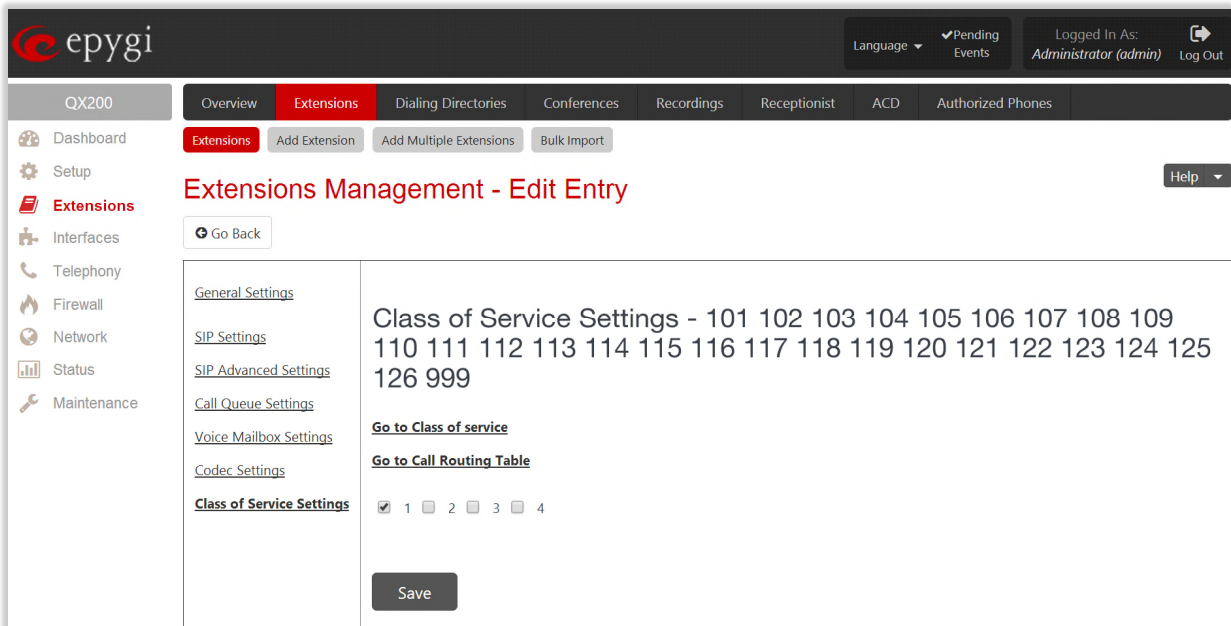 epygi
Language
Pending Events
Logged In As:
Administrator (admin)
Log Out
QX200
Dashboard
Setup
Extensions
Interfaces
Telephony
Firewall
Network
Status
Maintenance
Overview Extensions Dialing Directories Conferences Recordings Receptionist ACD Authorized Phones
Extensions Add Extension Add Multiple Extensions Bulk Import
Extensions Management - Edit Entry
Help
Go Back
General Settings
SIP Settings
SIP Advanced Settings
Call Queue Settings
Voice Mailbox Settings
Codec Settings
Class of Service Settings
Class of Service Settings - 101 102 103 104 105 106 107 108 109
110 111 112 113 114 115 116 117 118 119 120 121 122 123 124 125
126 999
Go to Class of service
Go to Call Routing Table
1 2 3 4
Save